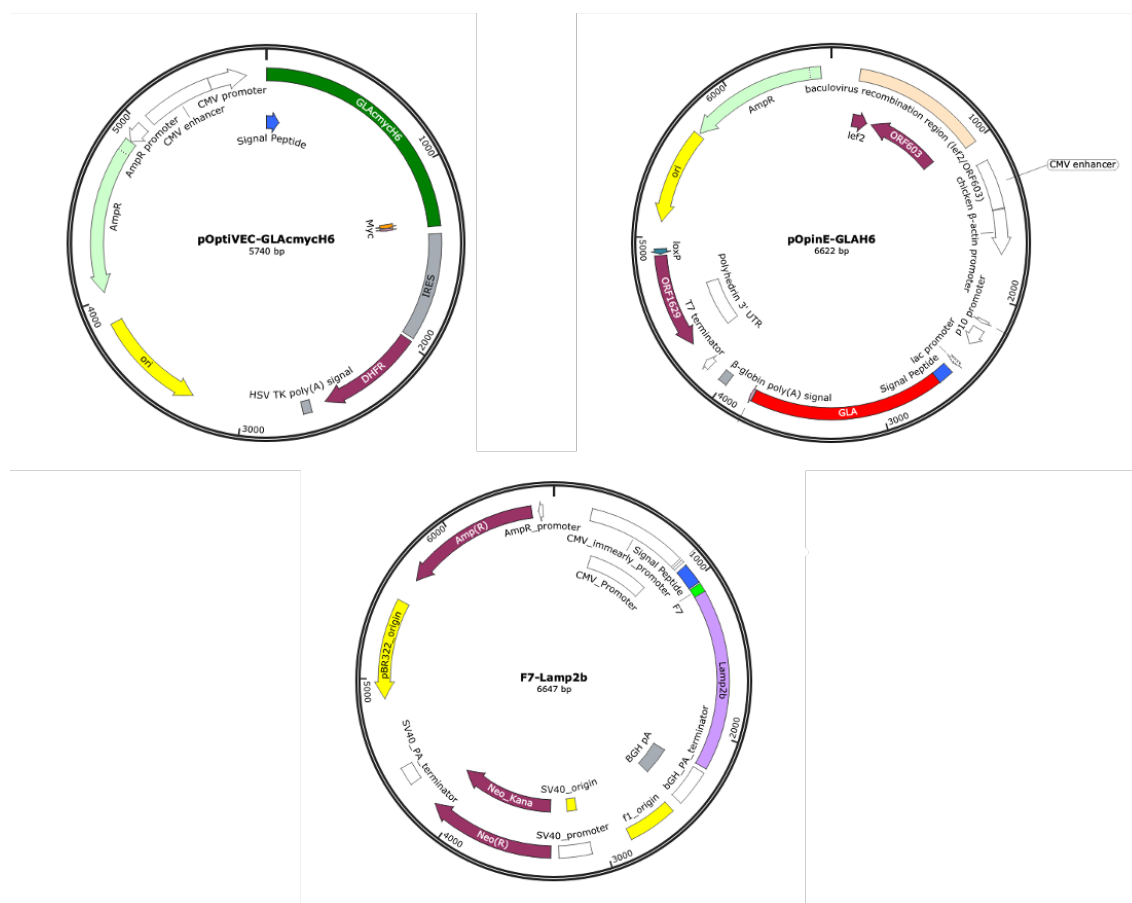 CMV promoter
CMV enhancer
AmpR promoter
5000
AmpR
4000
ori
3000
HSV TK poly(A) signal
DHFR
2000
IRES
Myc
1000
GLAcmycH6
Signal Peptide
pOptiVEC-GLAcmycH6
5740 bp
6000
AmpR
baculovirus recombination region (lef2/ORF603)
lef2
ORF603
1000
CMV enhancer
chicken β-actin promoter
2000
p10 promoter
lac promoter
Signal Peptide
GLA
3000
β-globin poly(A) signal
4000
T7 terminator
polyhedrin 3' UTR
ORF1629
loxP
5000
ori
pOpinE-GLAH6
6622 bp
6000
Amp(R)
AmpR_promoter
CMV_immearly_promoter
CMV_Promoter
Signal Peptide
1000
F7
Lamp2b
2000
bGH_PA_terminator
BGH pA
f1_origin
3000
SV40_origin
SV40_promoter
Neo_Kana
Neo(R)
4000
SV40_PA_terminator
5000
pBR322_origin
F7-Lamp2b
6647 bp